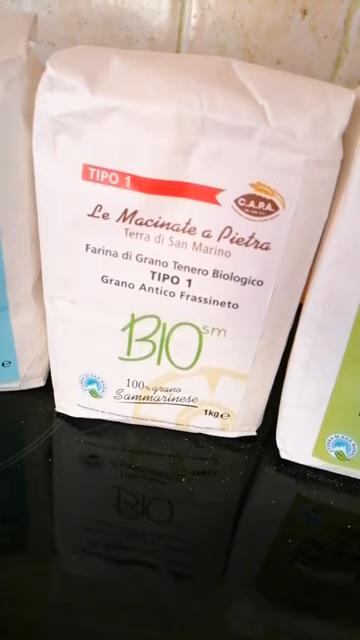 TIPO 1
C.A.P.A.
Le Macinate a Pietra
Terra di San Marino
Farina di Grano Tenero Biologico
TIPO 1
Grano Antico Frassineto
BIO sm
100% grano
Sammarinese
1kg e
e